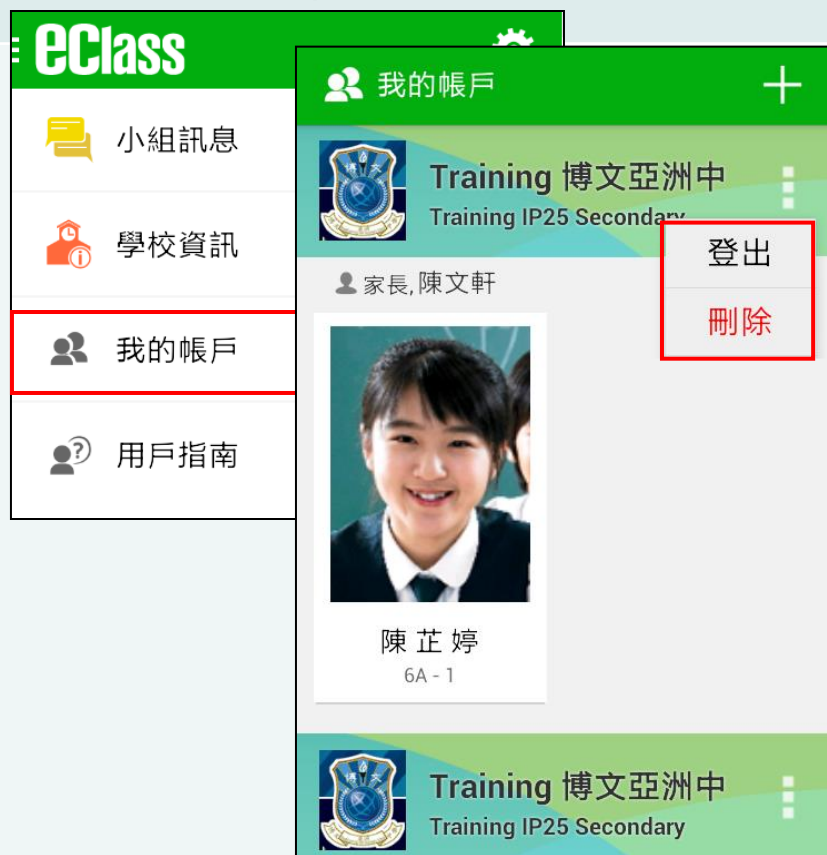 eClass
小組訊息
學校資訊
我的帳戶
用戶指南
我的帳戶
Training 博文亞洲中
Training IP25 Secondary
登出
刪除
家長,陳文軒
陳芷婷
6A - 1
Training 博文亞洲中
Training IP25 Secondary